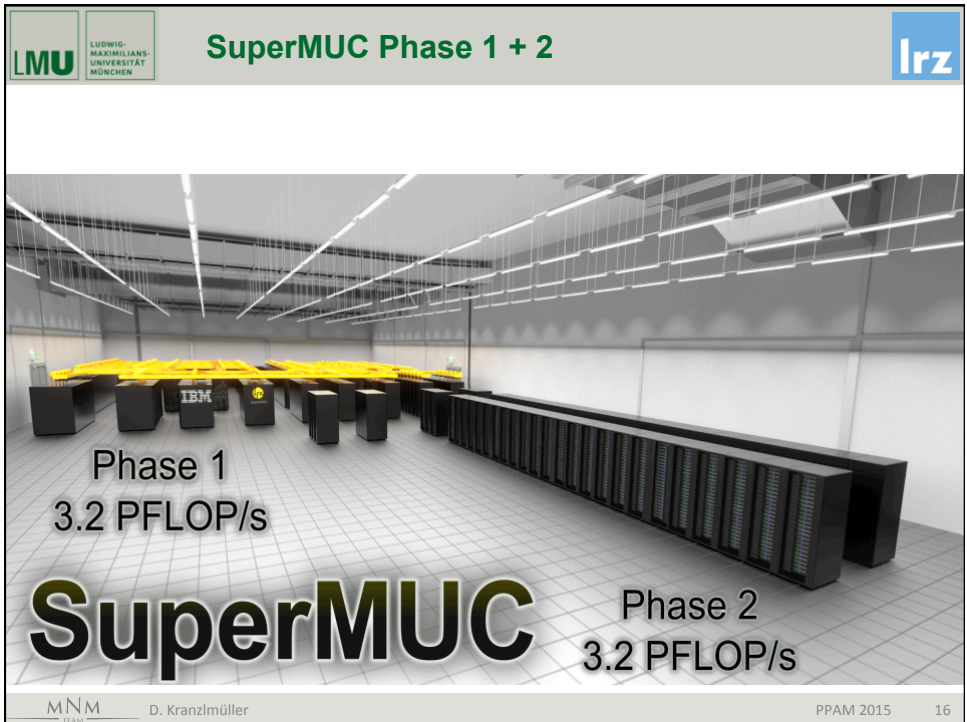 LMU
LUDWIG-
MAXIMILIANS-
UNIVERSITÄT
MÜNCHEN
SuperMUC Phase 1 + 2
lrz
IBM
Phase 1
3.2 PFLOP/s
SuperMUC
Phase 2
3.2 PFLOP/s
MNM
TEAM
D. Kranzlmüller
PPAM 2015
16